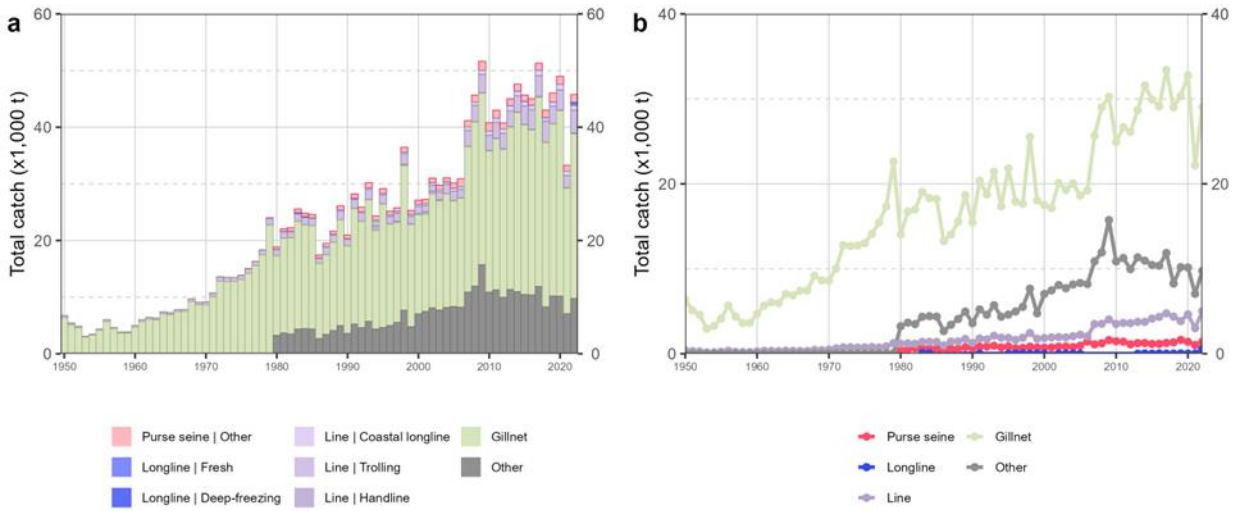 a
b
Total catch (x1,000 t)
60
40
20
0
60
40
20
0
1950 1960 1970 1980 1990 2000 2010 2020
Total catch (x1,000 t)
40
20
0
40
20
0
1950 1960 1970 1980 1990 2000 2010 2020
Purse seine | Other
Line | Coastal longline
Gillnet
Longline | Fresh
Line | Trolling
Other
Longline | Deep-freezing
Line | Handline
Purse seine
Gillnet
Longline
Other
Line